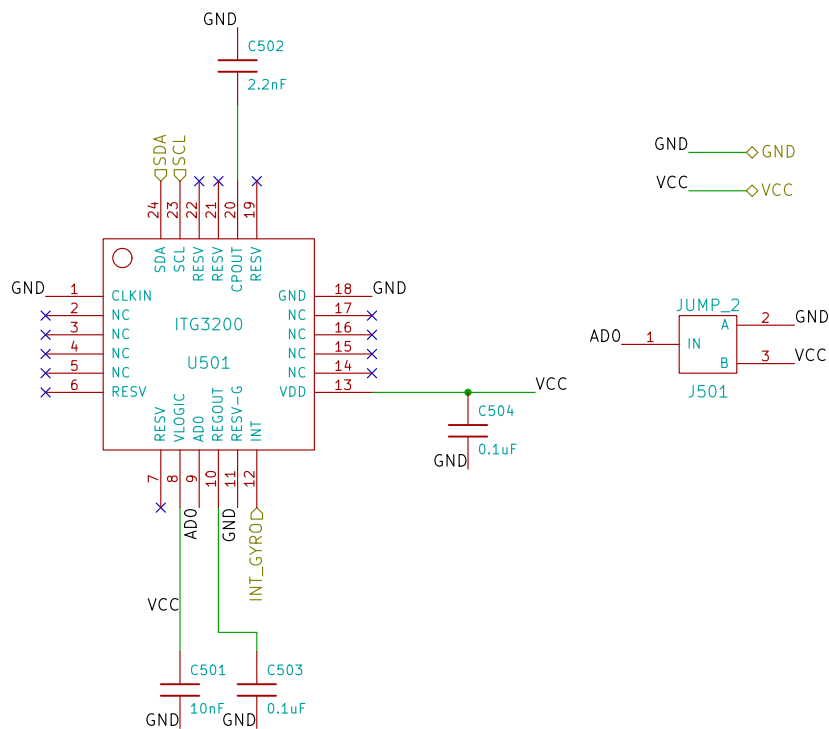 GND
C502
2.2nF
SDA
SCL
GND
GND
VCC
VCC
24
23
22
21
20
19
SDA
SCL
RESV
RESV
CPOUT
RESV
GND
1
CLKIN
2
NC
3
NC
4
NC
5
NC
6
RESV
ITG3200
U501
GND
18
GND
NC
17
NC
16
NC
15
NC
14
VDD
13
VCC
C504
0.1uF
GND
JUMP_2
AD0
1
IN
A
2
GND
B
3
VCC
J501
RESV
VLOGIC
AD0
REGOUT
RESV-G
INT
7
8
9
10
11
12
AD0
GND
INT_GYRO
VCC
C501
10nF
GND
C503
0.1uF
GND